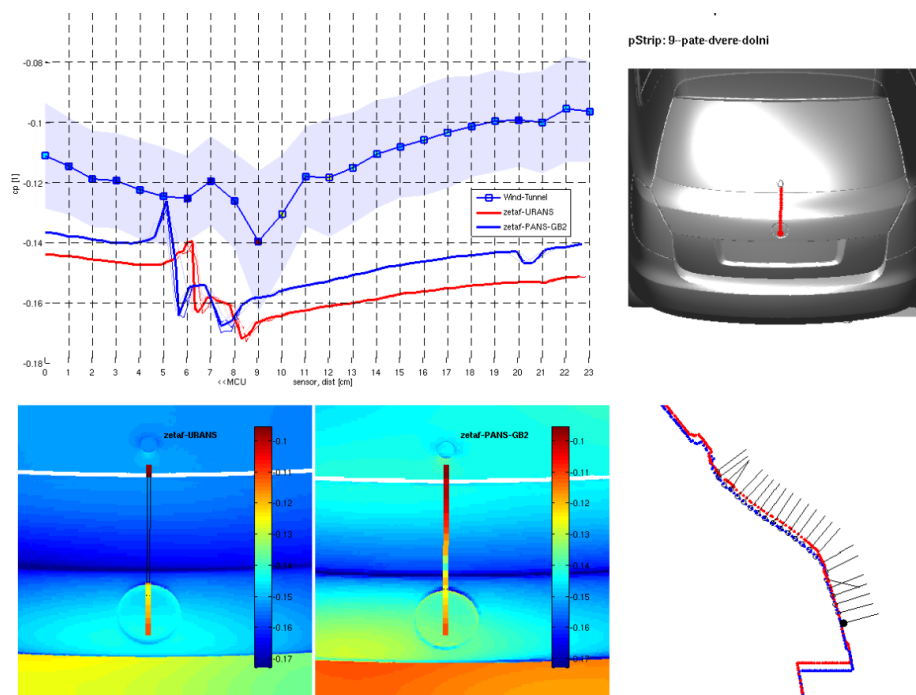 pStrip: 9--pate-dvere-dolni
-0.08
-0.1
-0.12
-0.14
-0.16
-0.18
cp [1]
Wind-Tunnel
zetaf-URANS
zetaf-PANS-GB2
0 1 2 3 4 5 6 7 8 9 10 11 12 13 14 15 16 17 18 19 20 21 22 23
<<MCU sensor, dist [cm]
zetaf-URANS
-0.1
-0.11
-0.12
-0.13
-0.14
-0.15
-0.16
-0.17
zetaf-PANS-GB2
-0.1
-0.11
-0.12
-0.13
-0.14
-0.15
-0.16
-0.17